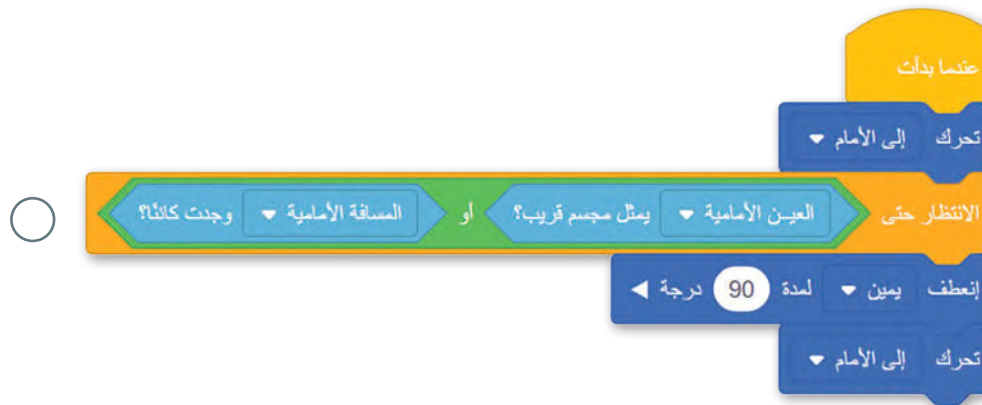 عندما بدأت
تحرك إلى الأمام
الانتظار حتى العين الأمامية يمثل مجسم قريب؟ أو المسافة الأمامية وجدت كائنًا؟
إنعطف يمين لمدة 90 درجة
تحرك إلى الأمام